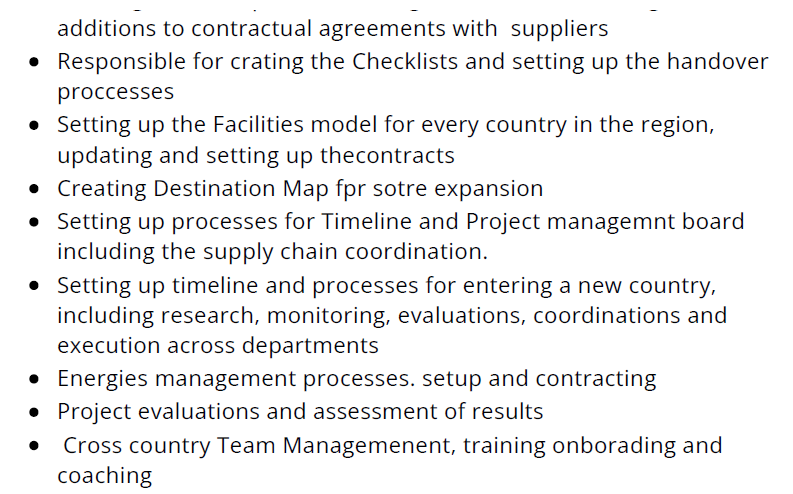 additions to contractual agreements with  suppliers
• Responsible for crating the Checklists and setting up the handover
proccesses
• Setting up the Facilities model for every country in the region,
updating and setting up thecontracts
• Creating Destination Map fpr sotre expansion
• Setting up processes for Timeline and Project managemnt board
including the supply chain coordination.
• Setting up timeline and processes for entering a new country,
including research, monitoring, evaluations, coordinations and
execution across departments
• Energies management processes. setup and contracting
• Project evaluations and assessment of results
•  Cross country Team Managemenent, training onborading and
coaching